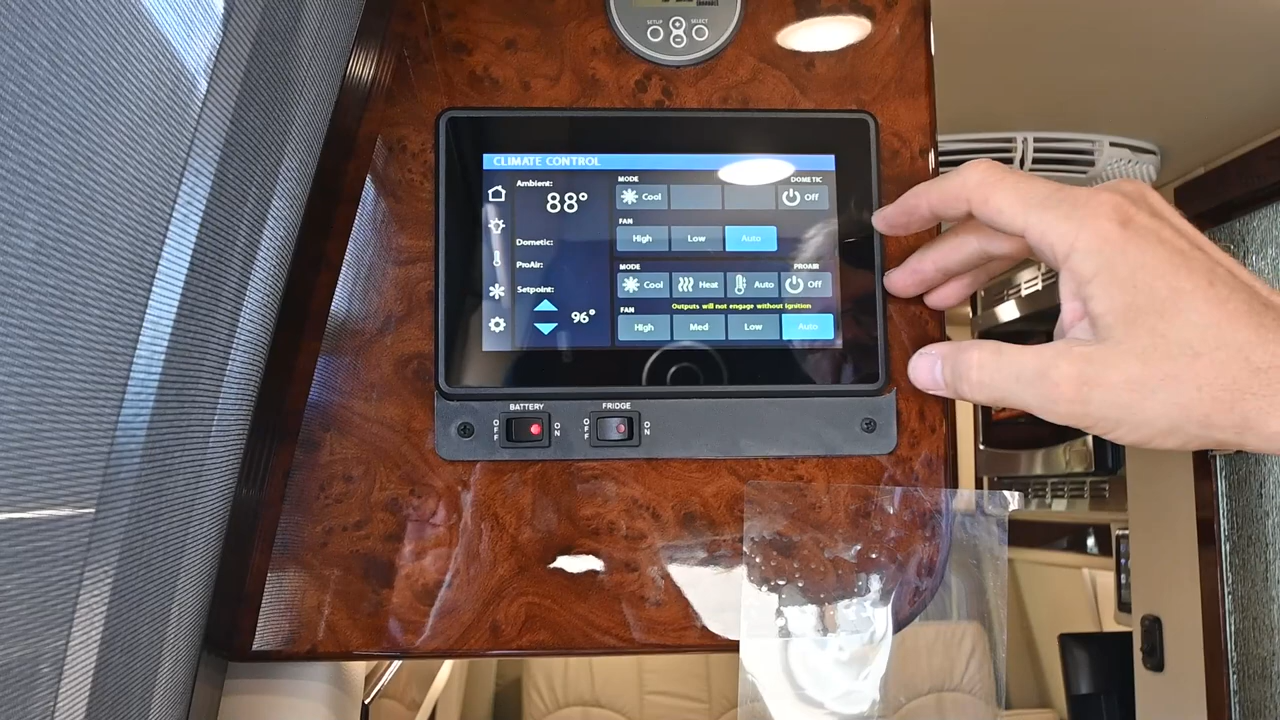 SETUP
SELECT
CLIMATE CONTROL
Ambient:
88°
Dometic:
ProAir:
Setpoint:
96°
MODE
DOMETIC
Cool
Off
FAN
High
Low
Auto
MODE
PROAIR
Cool
Heat
Auto
Off
Outputs will not engage without ignition
FAN
High
Med
Low
Auto
BATTERY
OFF
ON
FRIDGE
OFF
ON